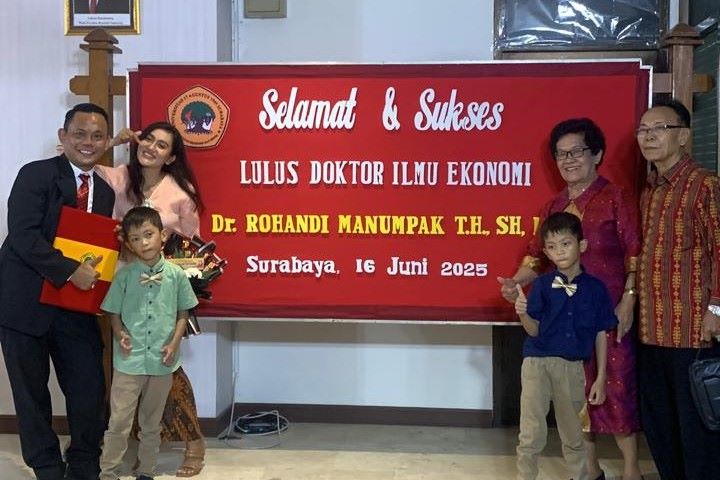 Selamat & Sukses
LULUS DOKTOR ILMU EKONOMI
Dr. ROHANDI MANUMPAK T.H., SH,
Surabaya, 16 Juni 2025